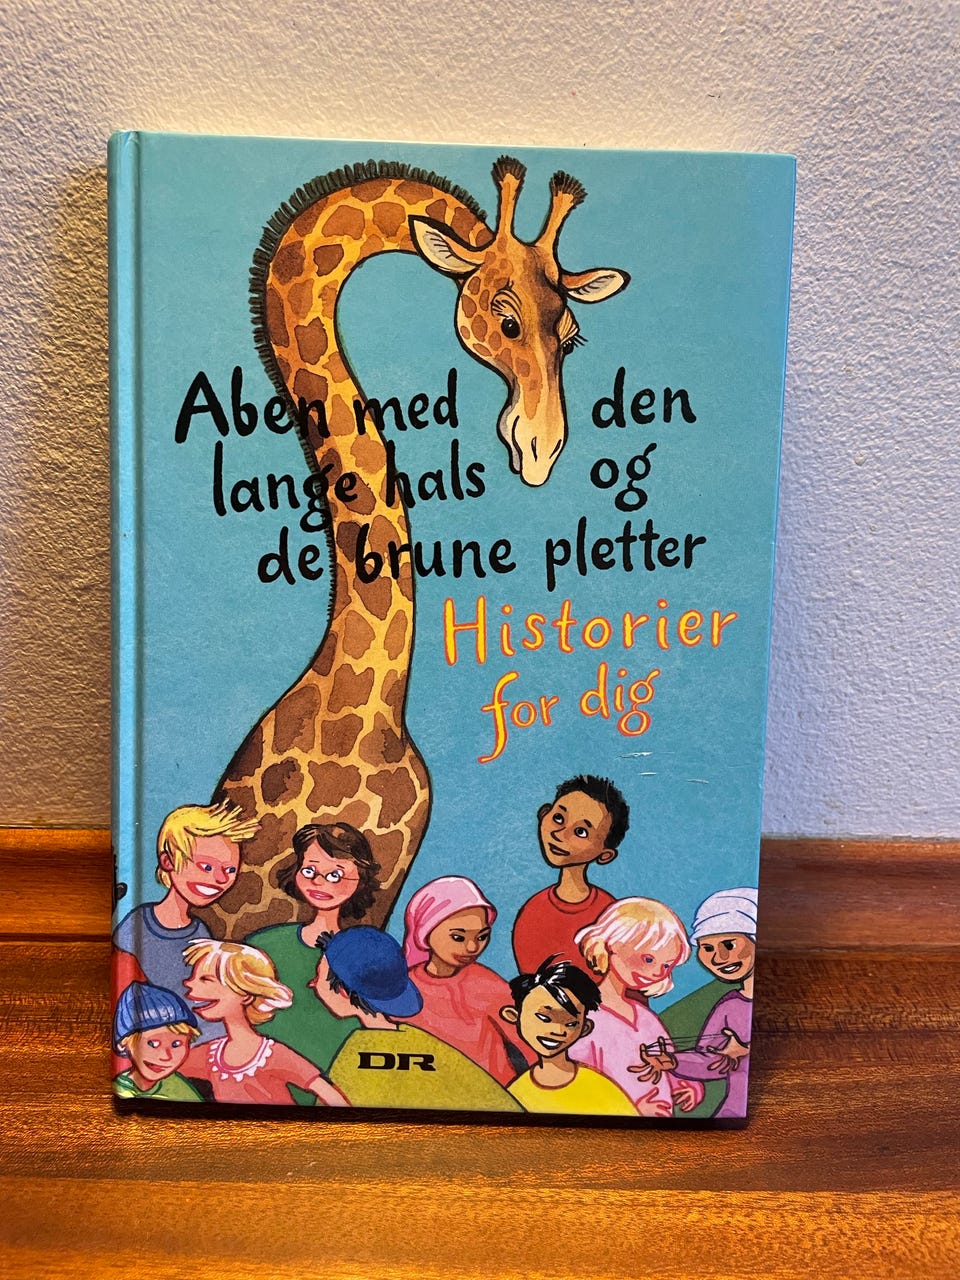 Aben med den
lange hals og
de brune pletter
Historier
for dig
DR